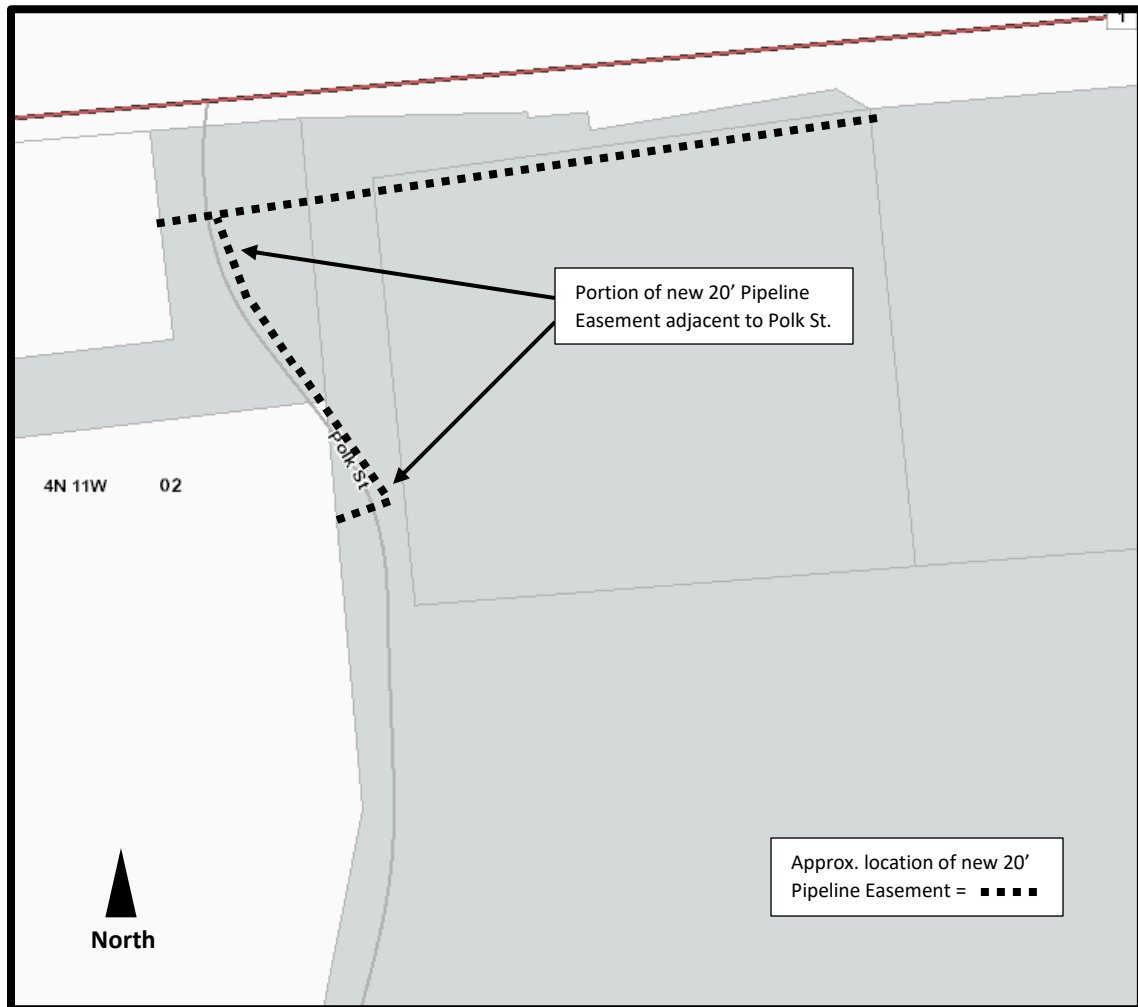 Portion of new 20’ Pipeline
Easement adjacent to Polk St.
Polk St
4N 11W 02
Approx. location of new 20’
Pipeline Easement =
North